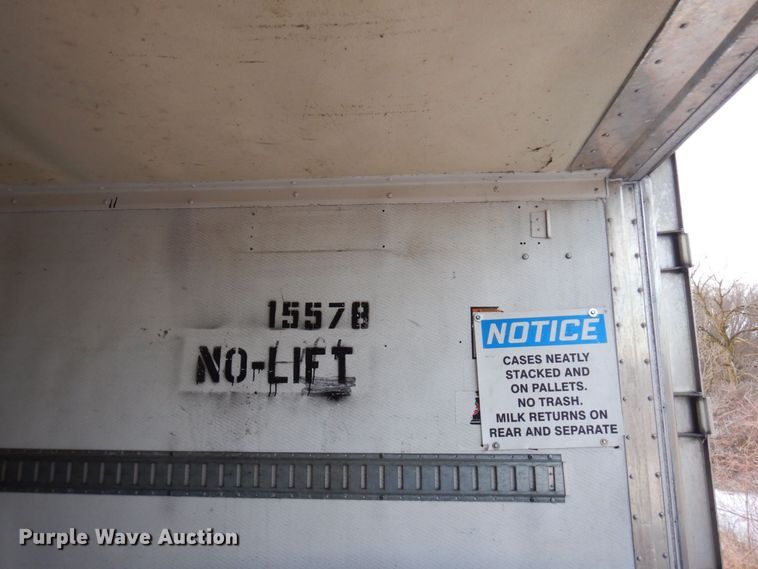 15578
NO-LIFT
NOTICE
CASES NEATLY
STACKED AND
ON PALLETS.
NO TRASH.
MILK RETURNS ON
REAR AND SEPARATE
Purple Wave Auction